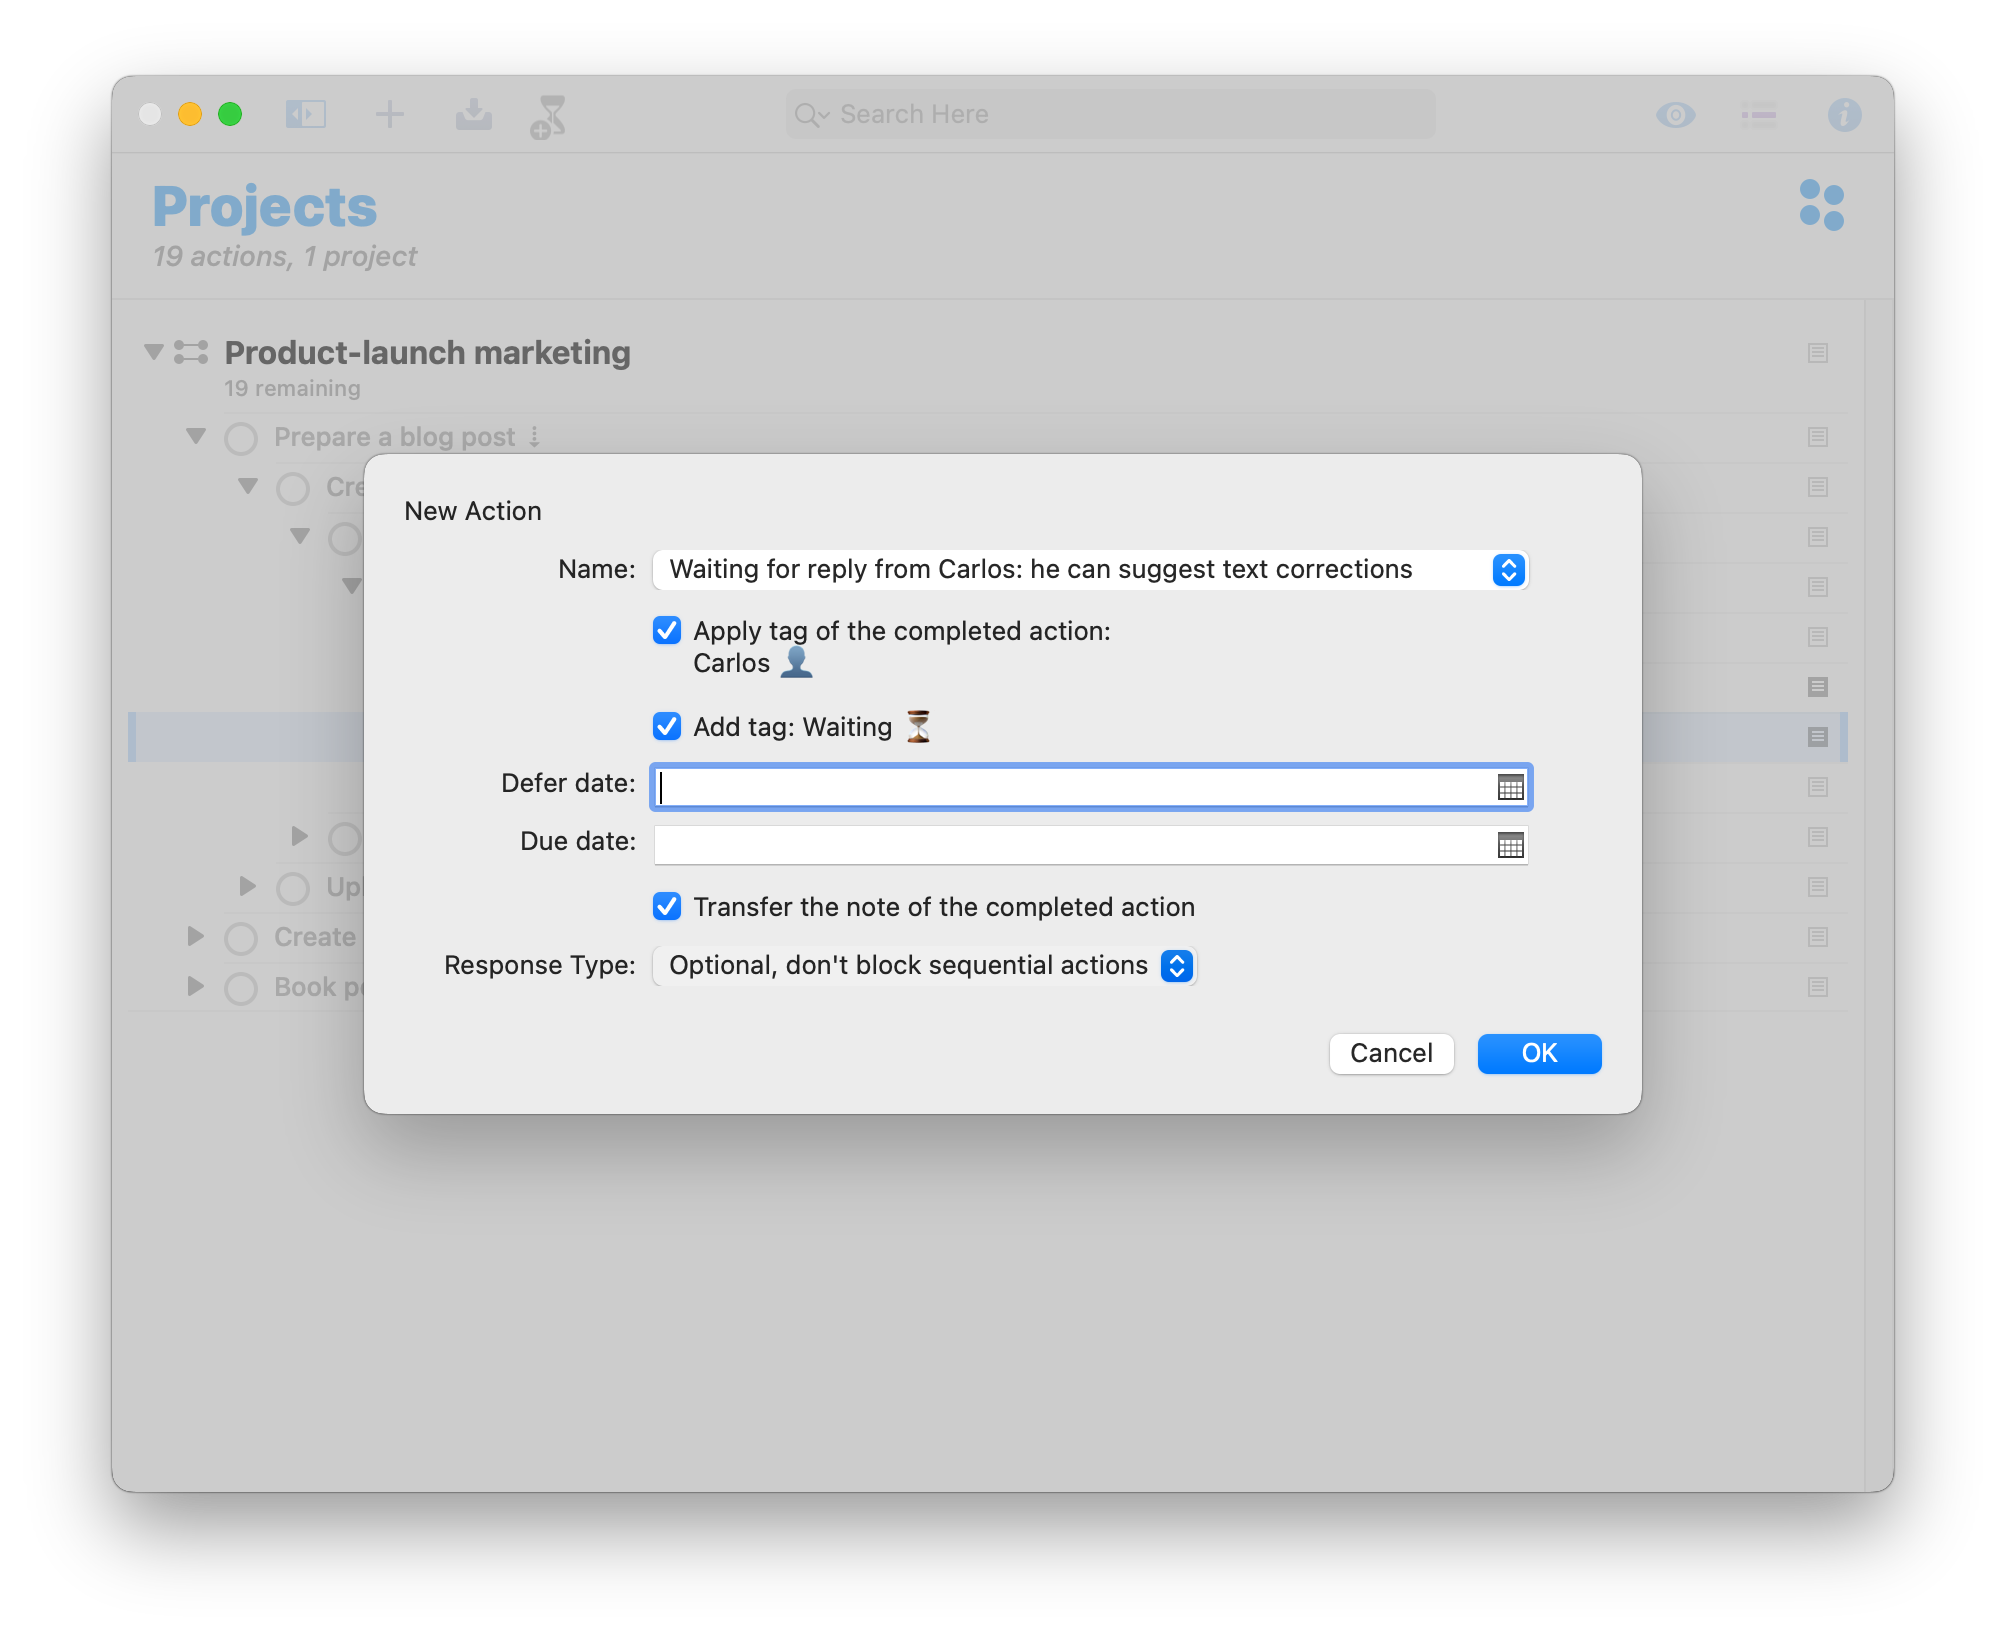 Search Here
Projects
19 actions, 1 project
Product-launch marketing
19 remaining
Prepare a blog post
New Action
Name: Waiting for reply from Carlos: he can suggest text corrections
Apply tag of the completed action:
Carlos 👤
Add tag: Waiting ⏳
Defer date:
Due date:
Transfer the note of the completed action
Create
Response Type: Optional, don't block sequential actions
Book
Cancel OK